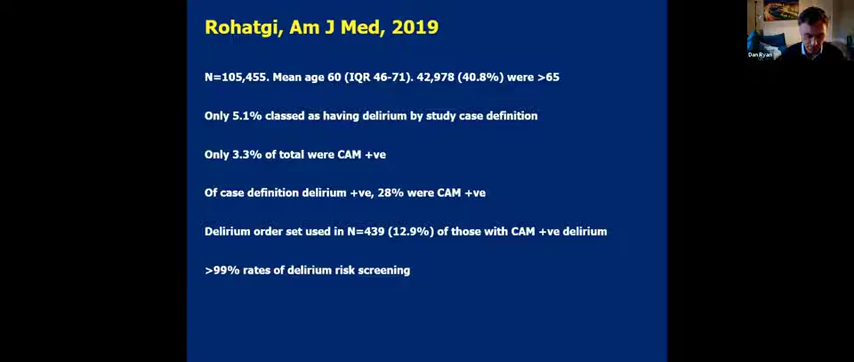 Rohatgi, Am J Med, 2019
N=105,455. Mean age 60 (IQR 46-71). 42,978 (40.8%) were >65
Only 5.1% classed as having delirium by study case definition
Only 3.3% of total were CAM +ve
Of case definition delirium +ve, 28% were CAM +ve
Delirium order set used in N=439 (12.9%) of those with CAM +ve delirium
>99% rates of delirium risk screening
Dan Ryan